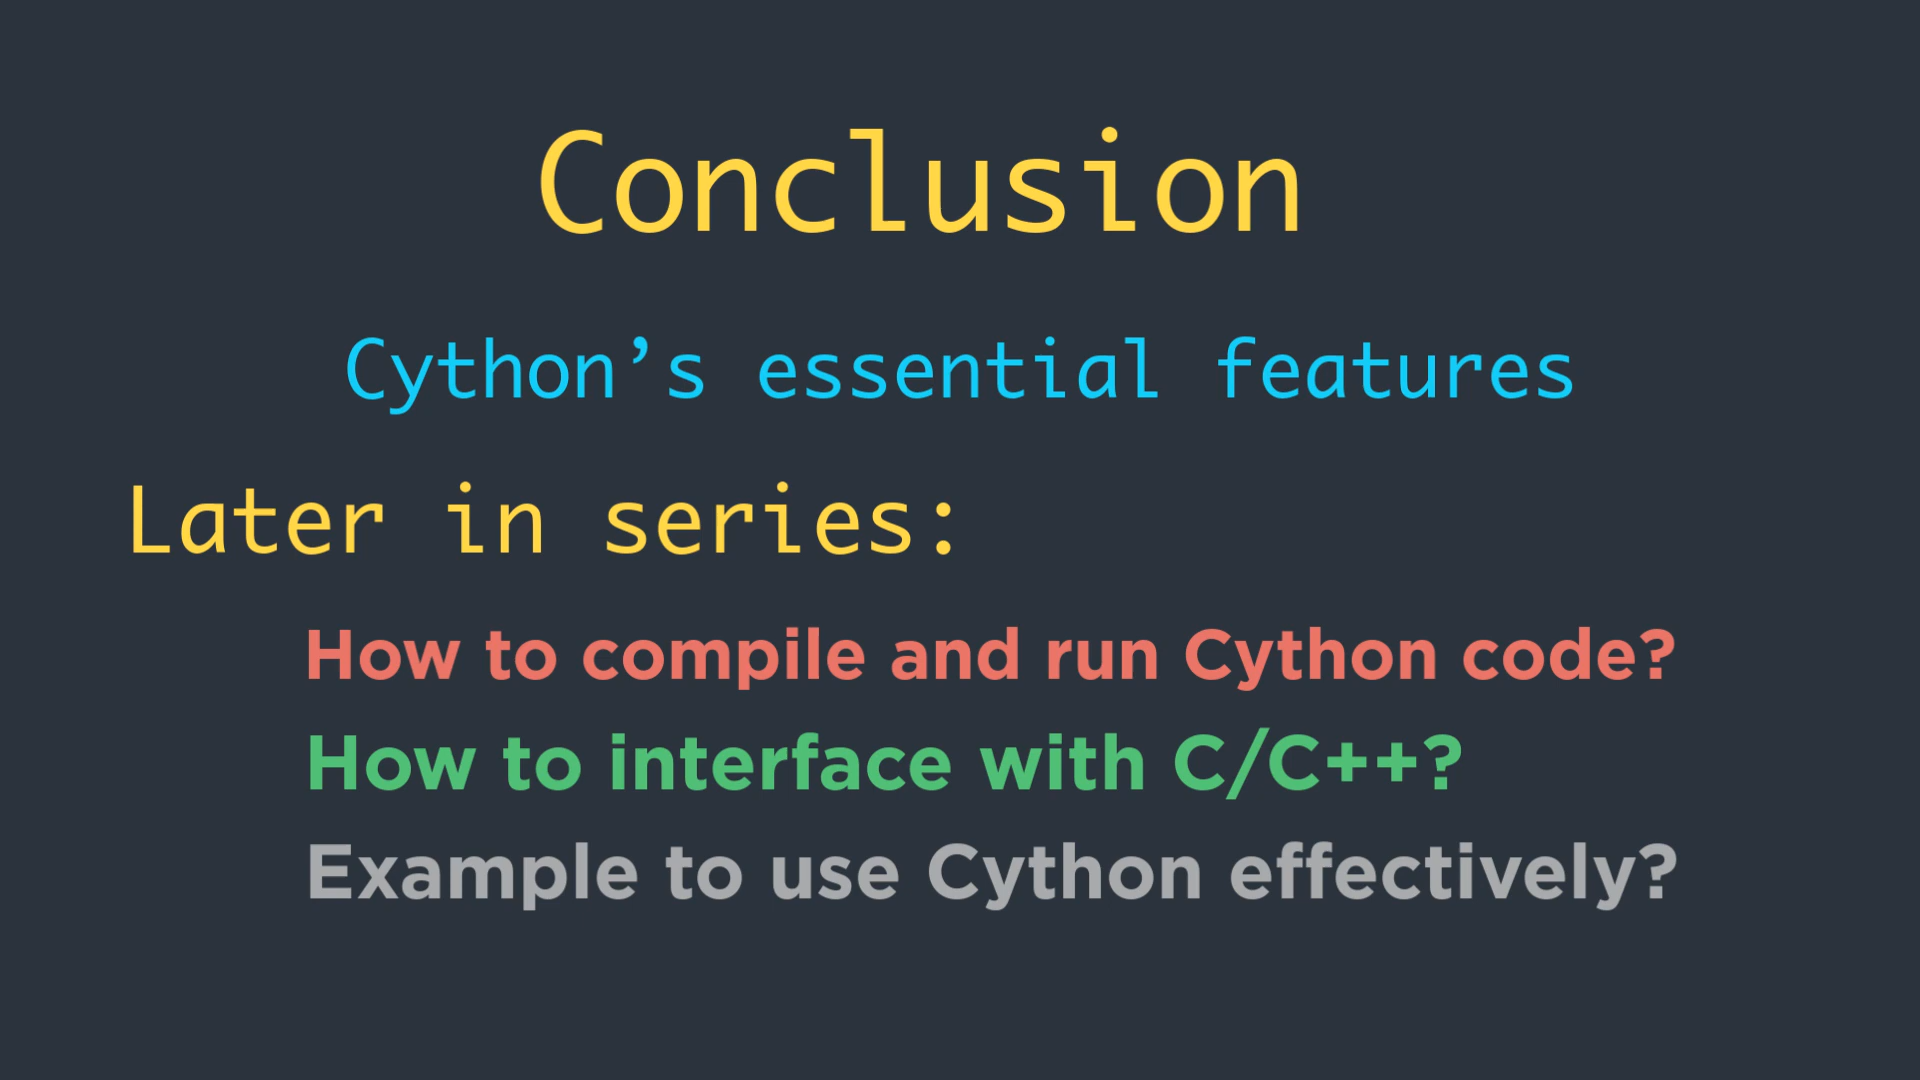 Conclusion
Cython’s essential features
Later in series:
How to compile and run Cython code?
How to interface with C/C++?
Example to use Cython effectively?